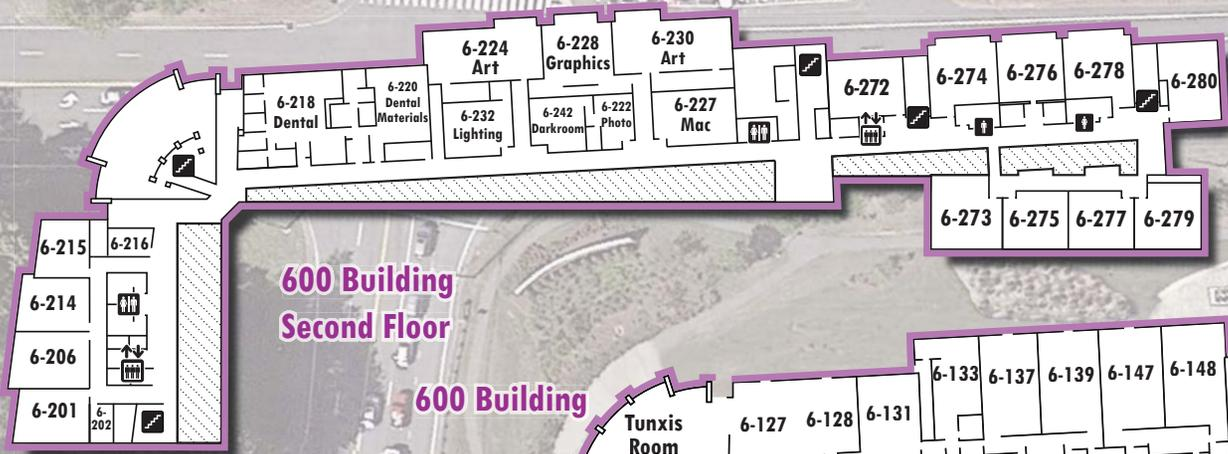 6-224
Art
6-228
Graphics
6-230
Art
6-218
Dental
6-220
Dental
Materials
6-232
Lighting
6-242
Darkroom
6-222
Photo
6-227
Mac
6-272
6-274
6-276
6-278
6-280
6-273
6-275
6-277
6-279
6-215
6-216
6-214
6-206
6-201
6-
202
600 Building
Second Floor
600 Building
Tunxis
Room
6-127
6-128
6-131
6-133
6-137
6-139
6-147
6-148